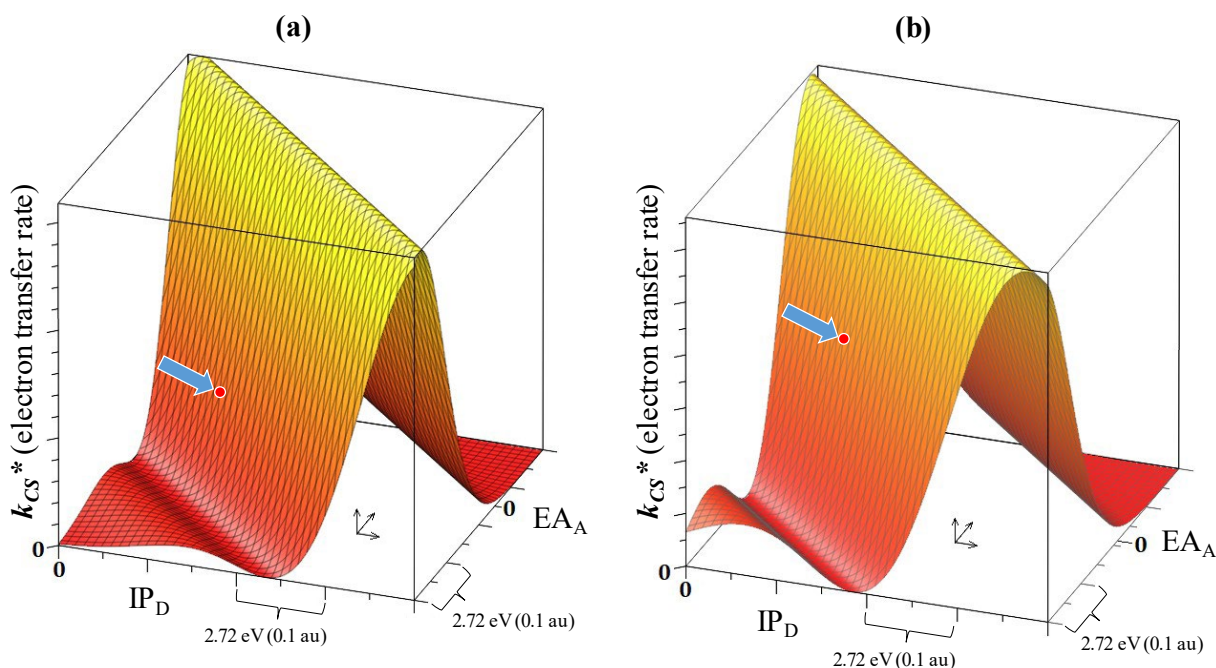 (a)
k_CS* (electron transfer rate)
0
0
IP_D
2.72 eV (0.1 au)
2.72 eV (0.1 au)
0
EA_A
(b)
k_CS* (electron transfer rate)
0
0
IP_D
2.72 eV (0.1 au)
2.72 eV (0.1 au)
0
EA_A